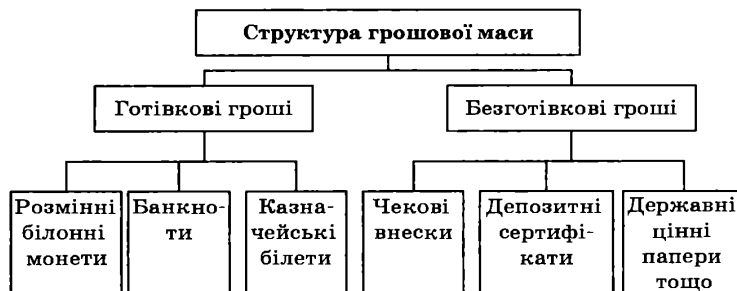 Структура грошової маси
Готівкові гроші
Безготівкові гроші
Розмінні
білонні
монети
Банкно-
ти
Казна-
чейські
білети
Чекові
внески
Депозитні
сертифі-
кати
Державні
цінні
папери
тощо